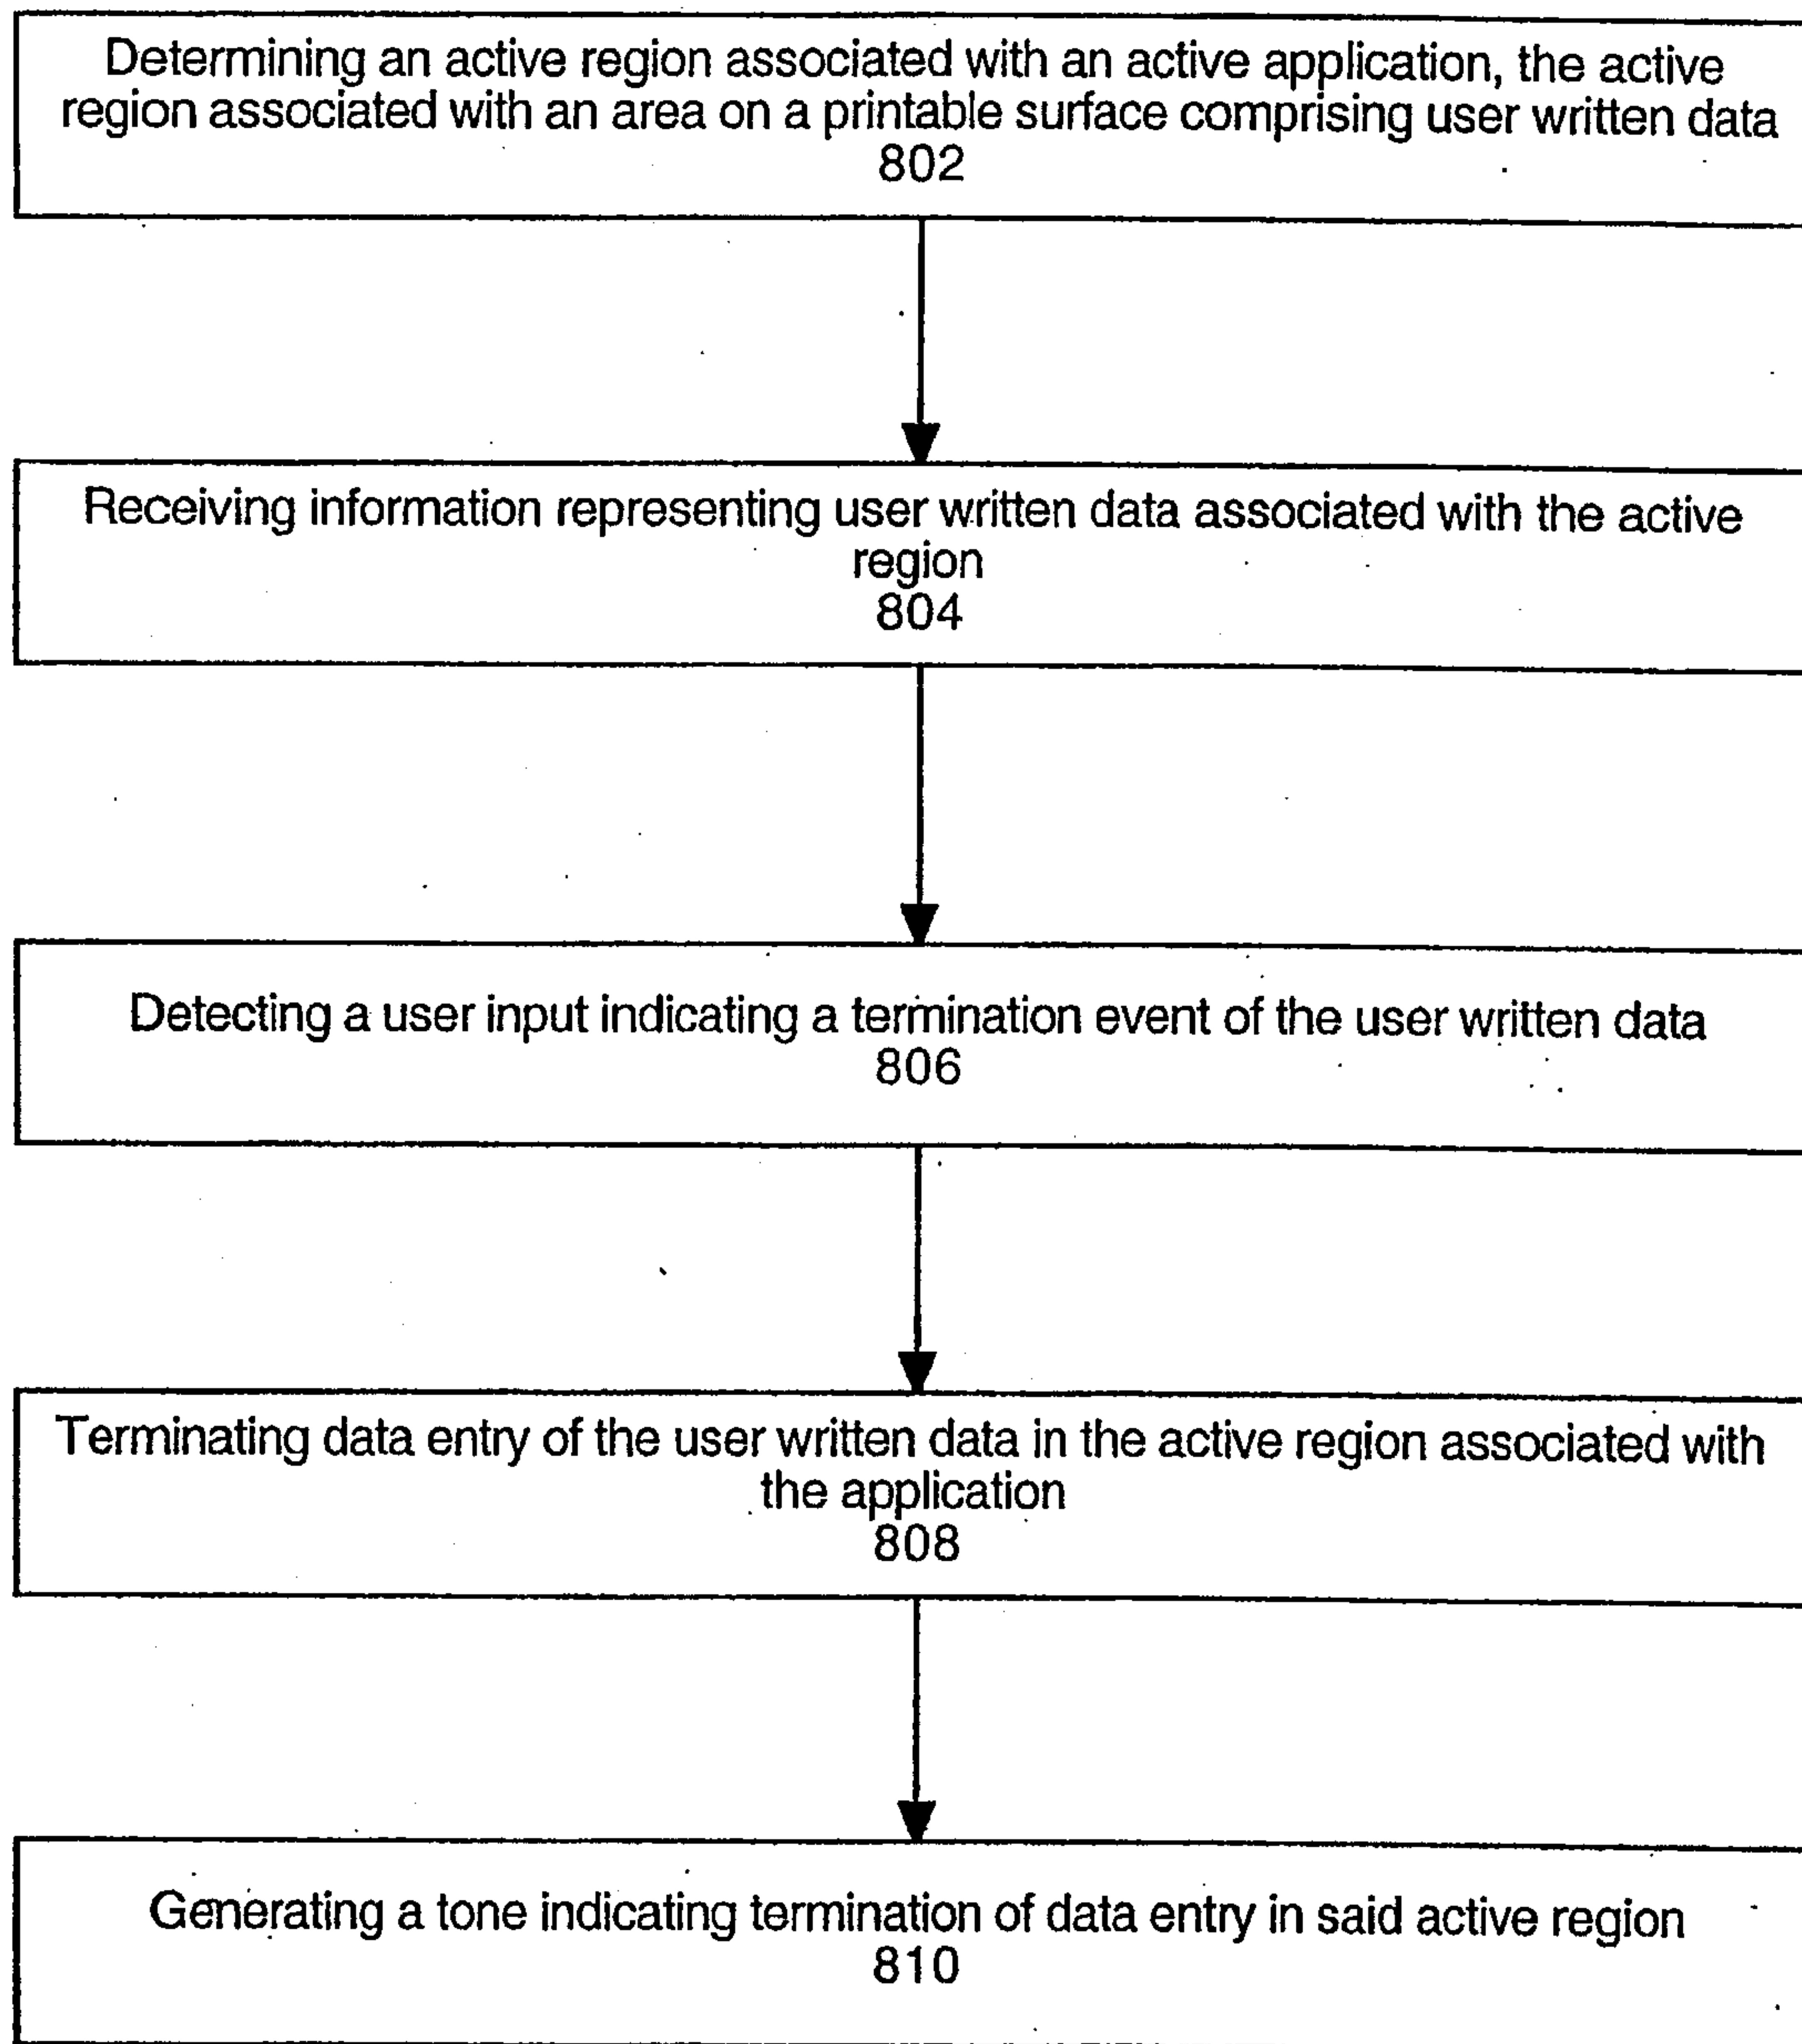 Determining an active region associated with an active application, the active
region associated with an area on a printable surface comprising user written data
802
Receiving information representing user written data associated with the active
region
804
Detecting a user input indicating a termination event of the user written data
806
Terminating data entry of the user written data in the active region associated with
the application
808
Generating a tone indicating termination of data entry in said active region
810